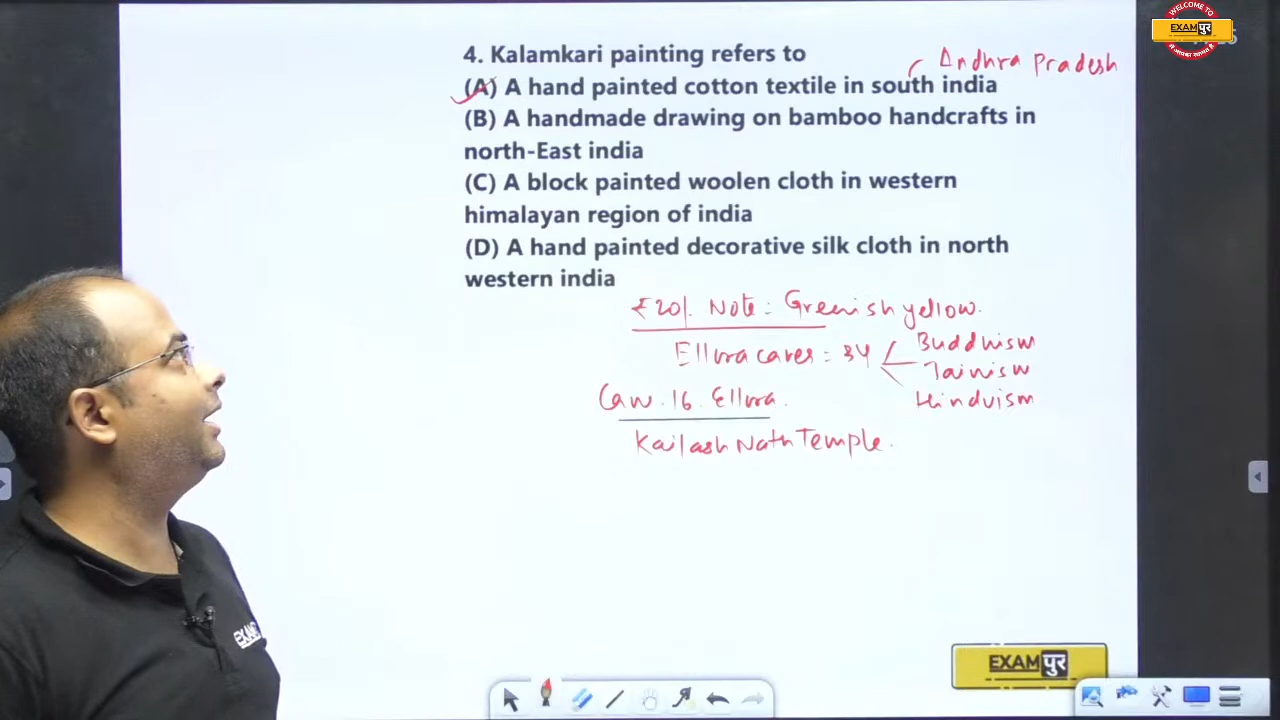 WELCOME TO
EXAMपुर
4. Kalamkari painting refers to
Andhra Pradesh
(A) A hand painted cotton textile in south india
(B) A handmade drawing on bamboo handcrafts in
north-East india
(C) A block painted woolen cloth in western
himalayan region of india
(D) A hand painted decorative silk cloth in north
western india
₹20/. Note: Greenish yellow.
Ellora caves = 34
Buddhism
Jainism
Hinduism
Cave. 16. Ellora.
Kailash Nath Temple.
EXAMपुर